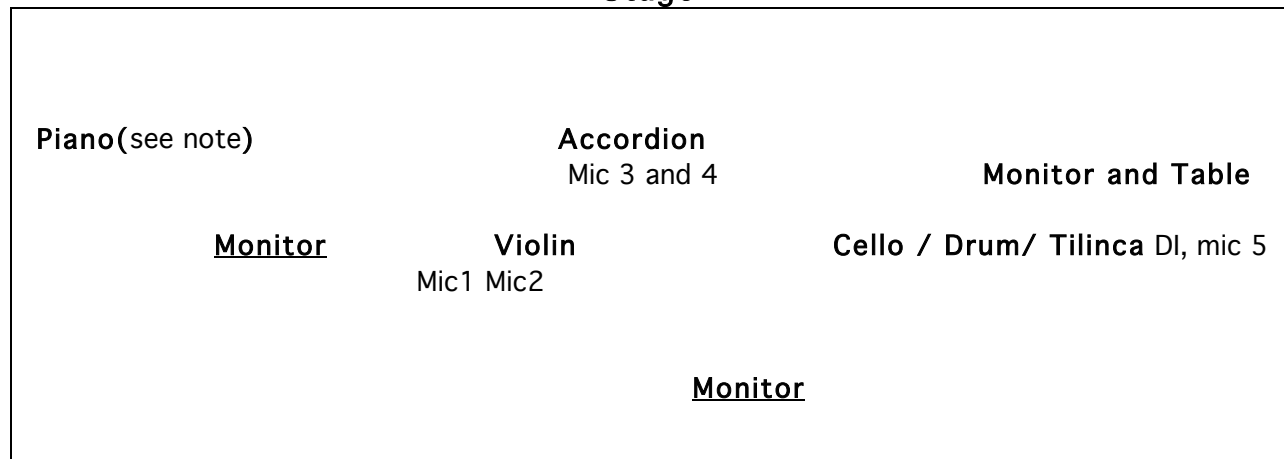 Piano(see note) Accordion
Mic 3 and 4 Monitor and Table
Monitor Violin Cello / Drum/ Tilinca DI, mic 5
Mic1 Mic2
Monitor